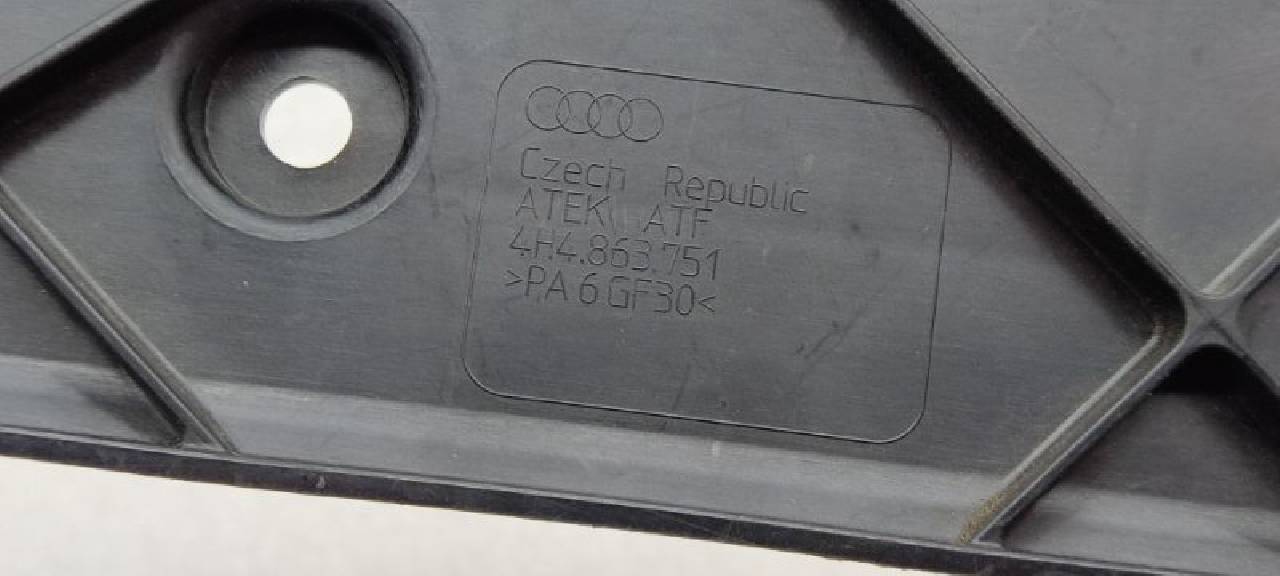 Czech Republic
ATEK ATF
4H4.863.751
>PA 6 GF30<